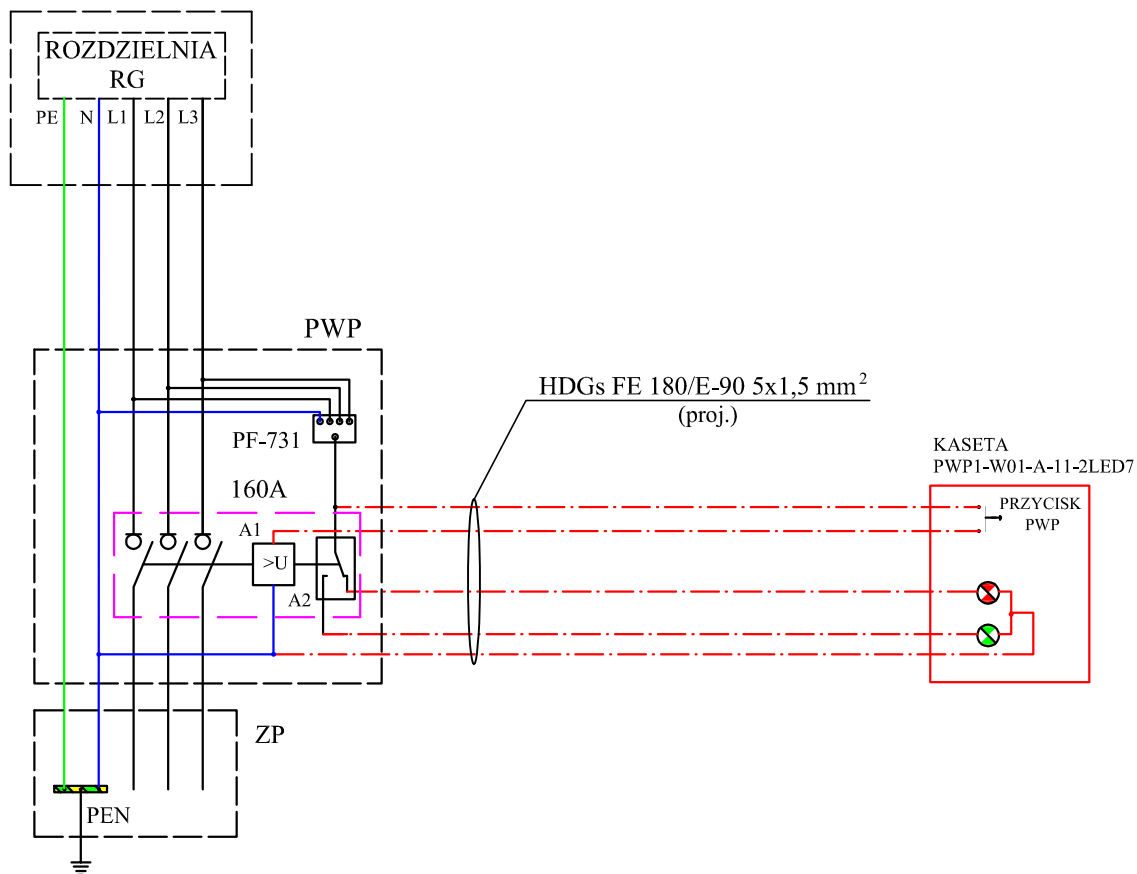 ROZDZIELNIA
RG
PE N L1 L2 L3
PWP
HDGs FE 180/E-90 5x1,5 mm²
(proj.)
PF-731
KASETA
PWP1-W01-A-11-2LED7
160A
PRZYCISK
PWP
A1
>U
A2
ZP
PEN